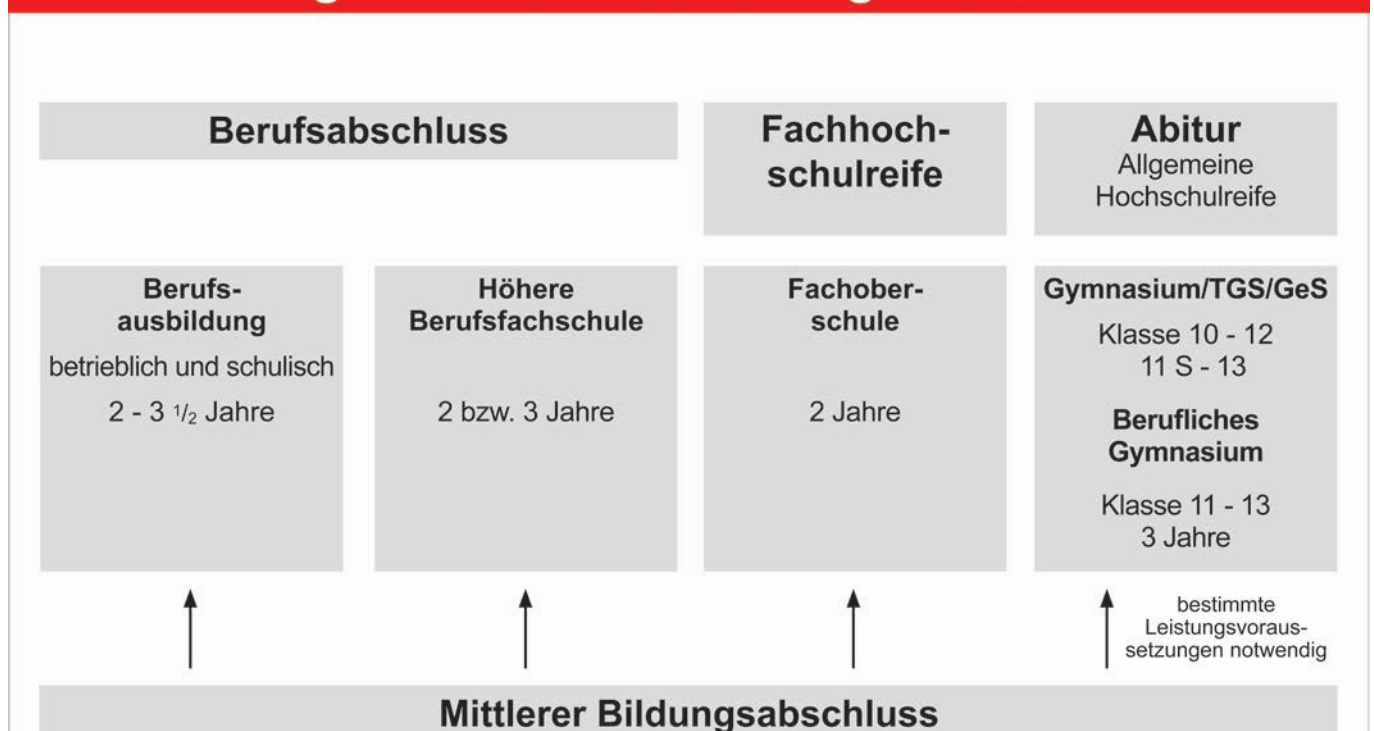 Berufsabschluss
Fachhoch-
schulreife
Abitur
Allgemeine
Hochschulreife
Berufs-
ausbildung
betrieblich und schulisch
2 - 3 1/2 Jahre
Höhere
Berufsfachschule
2 bzw. 3 Jahre
Fachober-
schule
2 Jahre
Gymnasium/TGS/GeS
Klasse 10 - 12
11 S - 13
Berufliches
Gymnasium
Klasse 11 - 13
3 Jahre
bestimmte
Leistungsvoraus-
setzungen notwendig
Mittlerer Bildungsabschluss